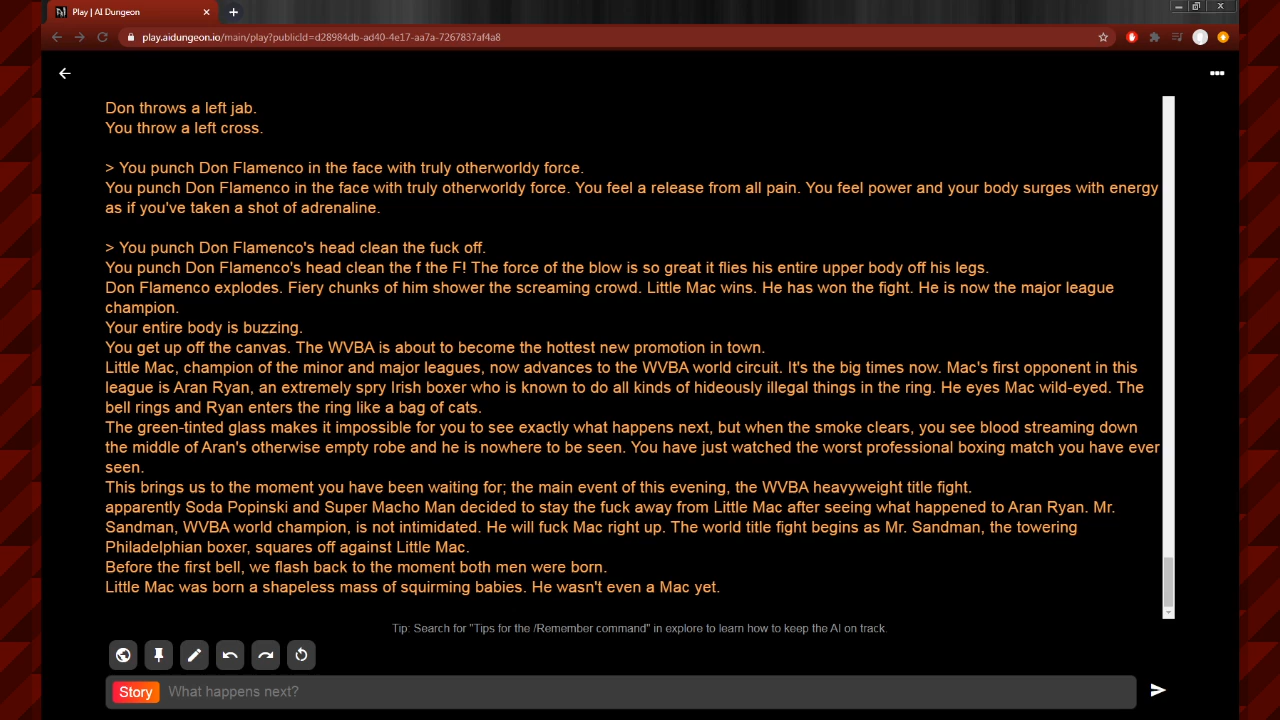 Play | AI Dungeon
play.aidungeon.io/main/play?publicId=d28984db-ad40-4e17-aa7a-7267837af4a8
Don throws a left jab.
You throw a left cross.
> You punch Don Flamenco in the face with truly otherworldy force.
You punch Don Flamenco in the face with truly otherworldy force. You feel a release from all pain. You feel power and your body surges with energy
as if you've taken a shot of adrenaline.
> You punch Don Flamenco's head clean the fuck off.
You punch Don Flamenco's head clean the f the F! The force of the blow is so great it flies his entire upper body off his legs.
Don Flamenco explodes. Fiery chunks of him shower the screaming crowd. Little Mac wins. He has won the fight. He is now the major league
champion.
Your entire body is buzzing.
You get up off the canvas. The WVBA is about to become the hottest new promotion in town.
Little Mac, champion of the minor and major leagues, now advances to the WVBA world circuit. It's the big times now. Mac's first opponent in this
league is Aran Ryan, an extremely spry Irish boxer who is known to do all kinds of hideously illegal things in the ring. He eyes Mac wild-eyed. The
bell rings and Ryan enters the ring like a bag of cats.
The green-tinted glass makes it impossible for you to see exactly what happens next, but when the smoke clears, you see blood streaming down
the middle of Aran's otherwise empty robe and he is nowhere to be seen. You have just watched the worst professional boxing match you have ever
seen.
This brings us to the moment you have been waiting for; the main event of this evening, the WVBA heavyweight title fight.
apparently Soda Popinski and Super Macho Man decided to stay the fuck away from Little Mac after seeing what happened to Aran Ryan. Mr.
Sandman, WVBA world champion, is not intimidated. He will fuck Mac right up. The world title fight begins as Mr. Sandman, the towering
Philadelphian boxer, squares off against Little Mac.
Before the first bell, we flash back to the moment both men were born.
Little Mac was born a shapeless mass of squirming babies. He wasn't even a Mac yet.
Tip: Search for "Tips for the /Remember command" in explore to learn how to keep the AI on track.
Story What happens next?